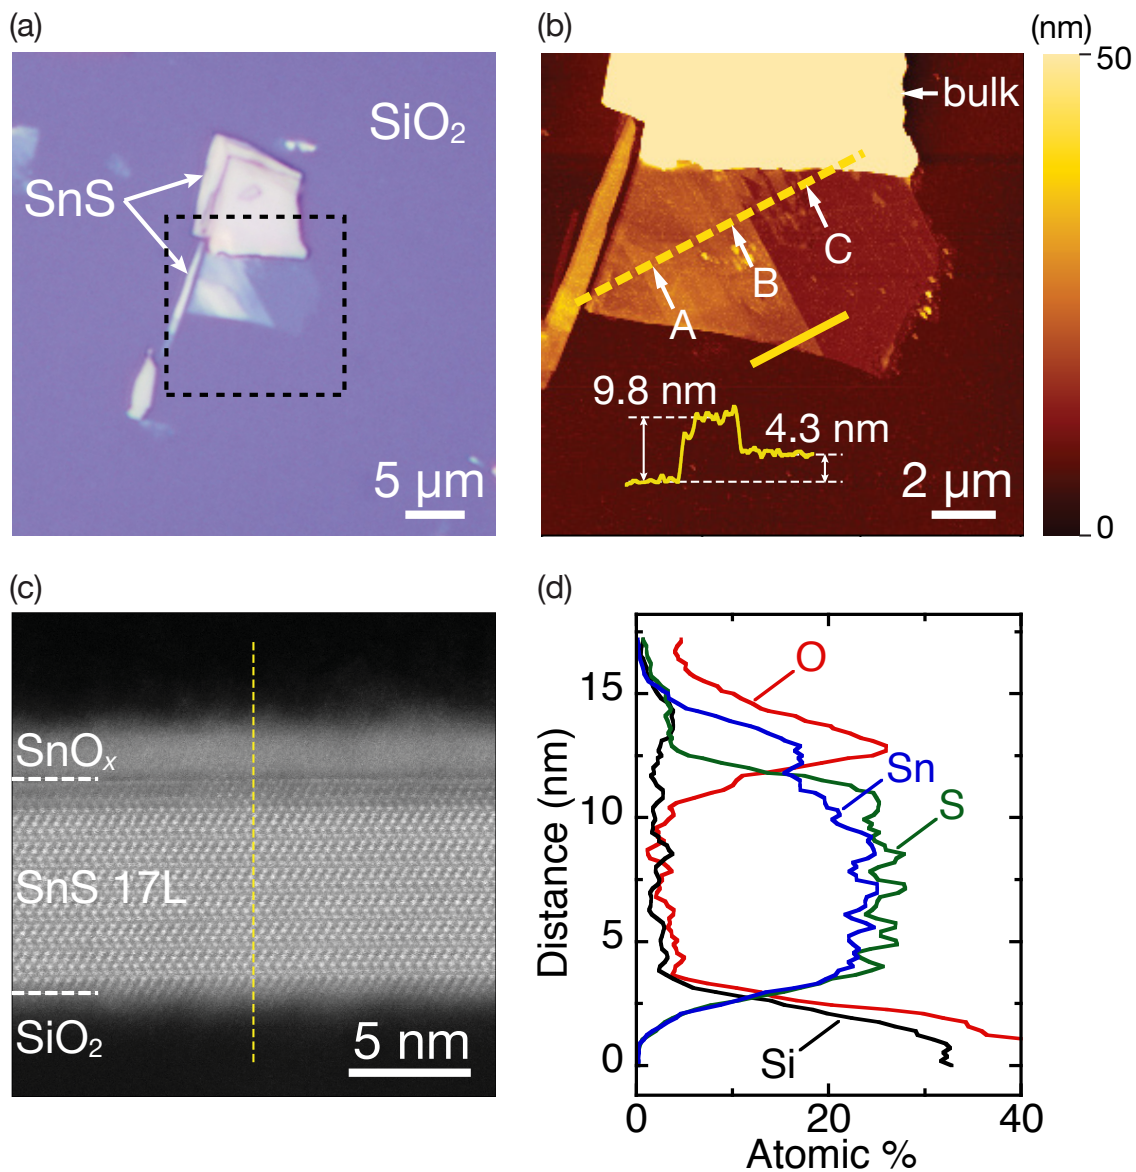 (a)
SiO₂
SnS
5 µm
(b)
(nm)
50
0
bulk
A
B
C
9.8 nm
4.3 nm
2 µm
(c)
SnOₓ
SnS 17L
SiO₂
5 nm
(d)
O
Sn
S
Si
15
10
5
0
Distance (nm)
0 20 40
Atomic %